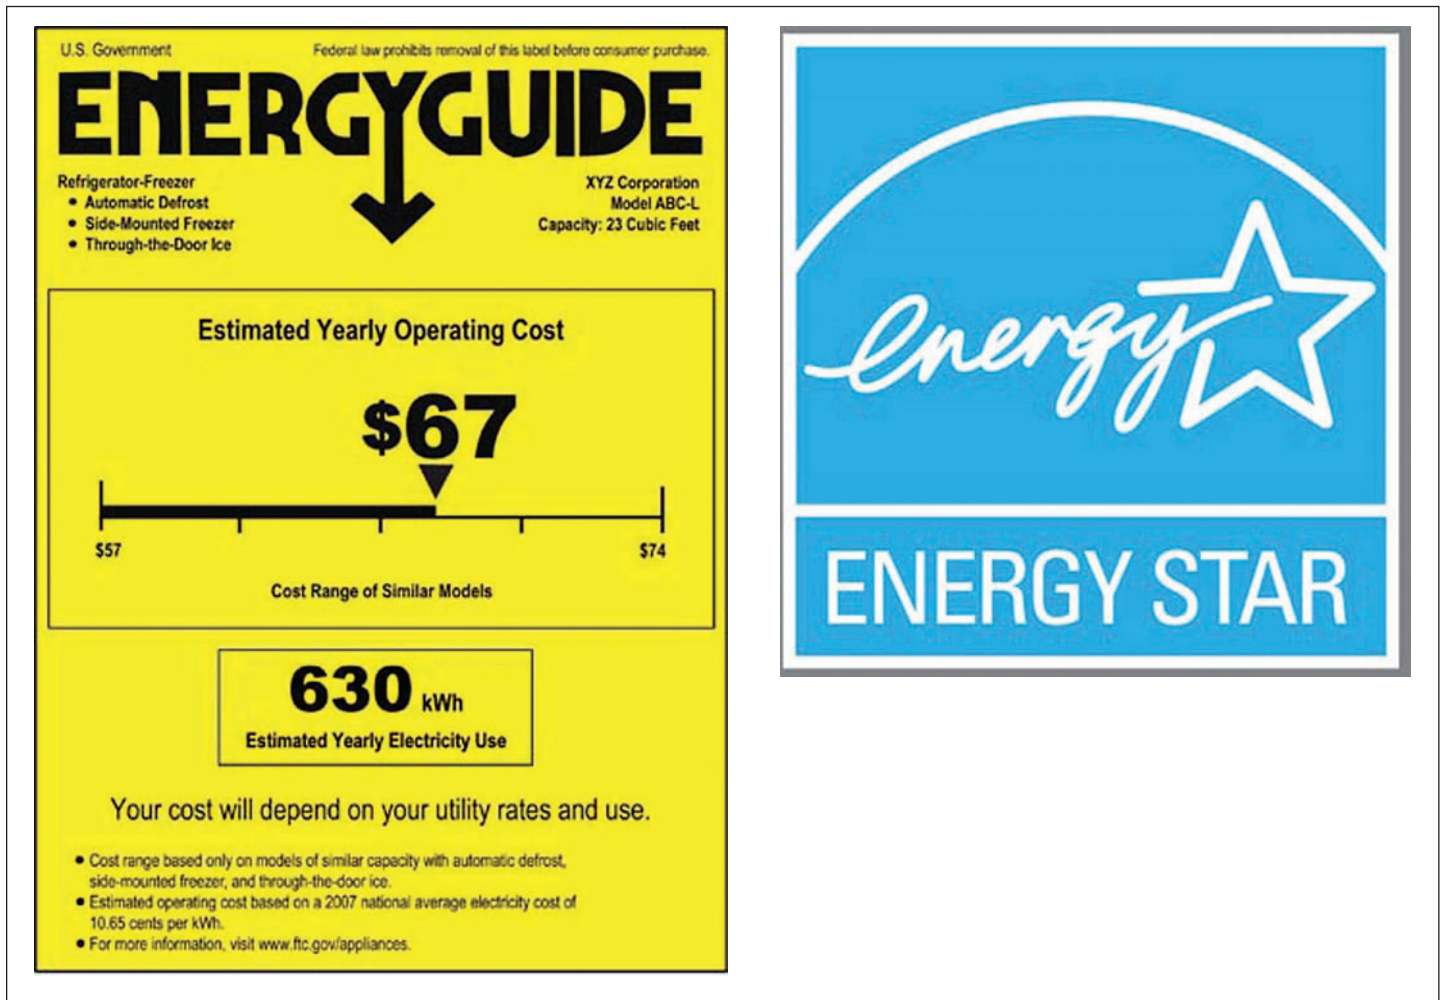 U.S. Government
Federal law prohibits removal of this label before consumer purchase.
ENERGYGUIDE
Refrigerator-Freezer
• Automatic Defrost
• Side-Mounted Freezer
• Through-the-Door Ice
XYZ Corporation
Model ABC-L
Capacity: 23 Cubic Feet
Estimated Yearly Operating Cost
$67
$57
$74
Cost Range of Similar Models
630 kWh
Estimated Yearly Electricity Use
Your cost will depend on your utility rates and use.
• Cost range based only on models of similar capacity with automatic defrost,
side-mounted freezer, and through-the-door ice.
• Estimated operating cost based on a 2007 national average electricity cost of
10.65 cents per kWh.
• For more information, visit www.ftc.gov/appliances.
energy
ENERGY STAR